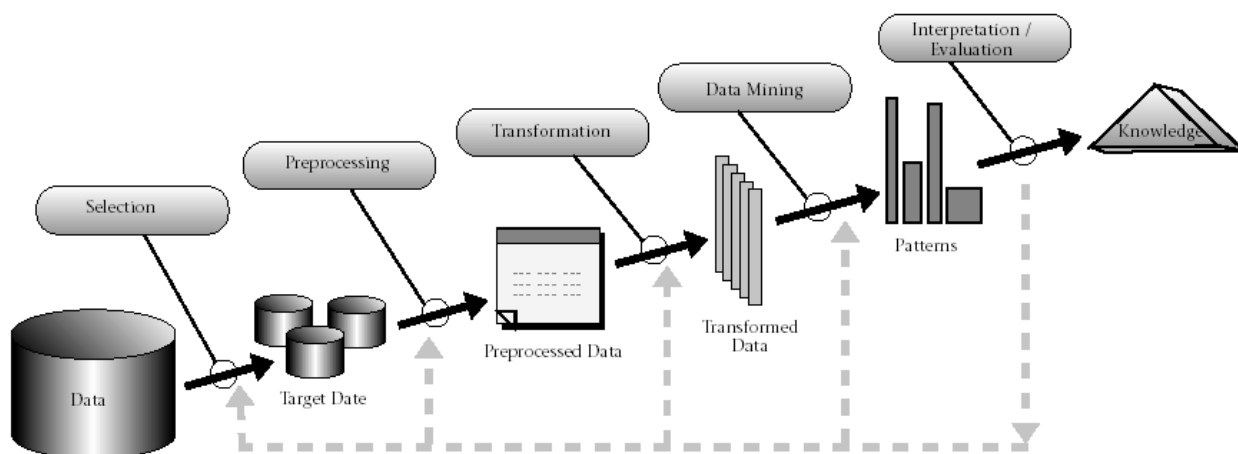 Interpretation /
Evaluation
Data Mining
Knowledge
Transformation
Preprocessing
Selection
Patterns
Transformed
Data
Preprocessed Data
Target Date
Data